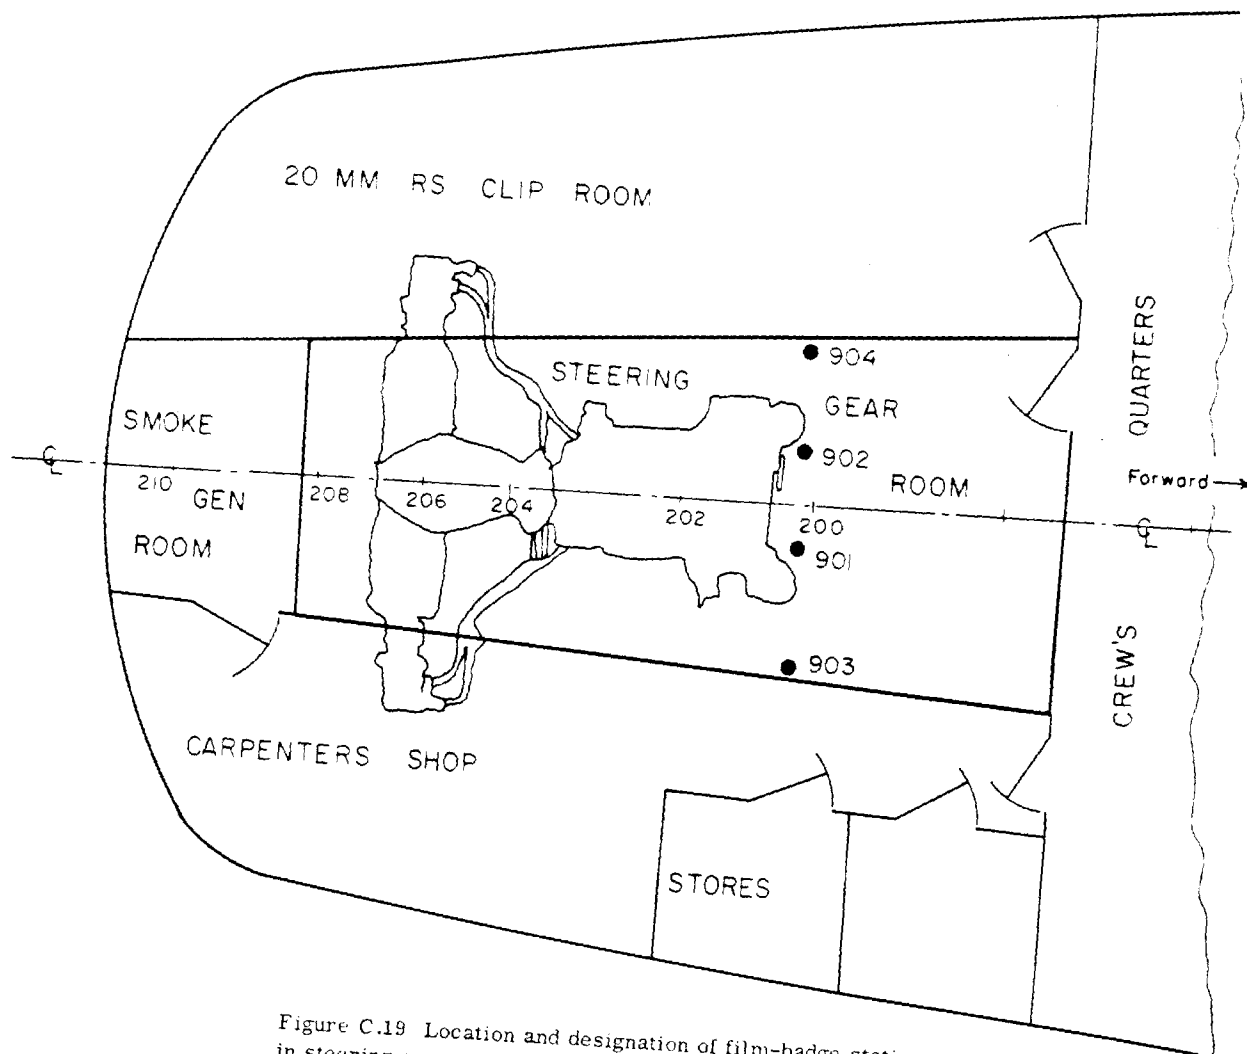 20 MM RS CLIP ROOM
QUARTERS
904
STEERING
GEAR
SMOKE
902
ROOM
Forward
210
GEN
208
206
204
202
200
ROOM
901
903
CREW'S
CARPENTERS SHOP
STORES
Figure C.19 Location and designation of film-badge
in